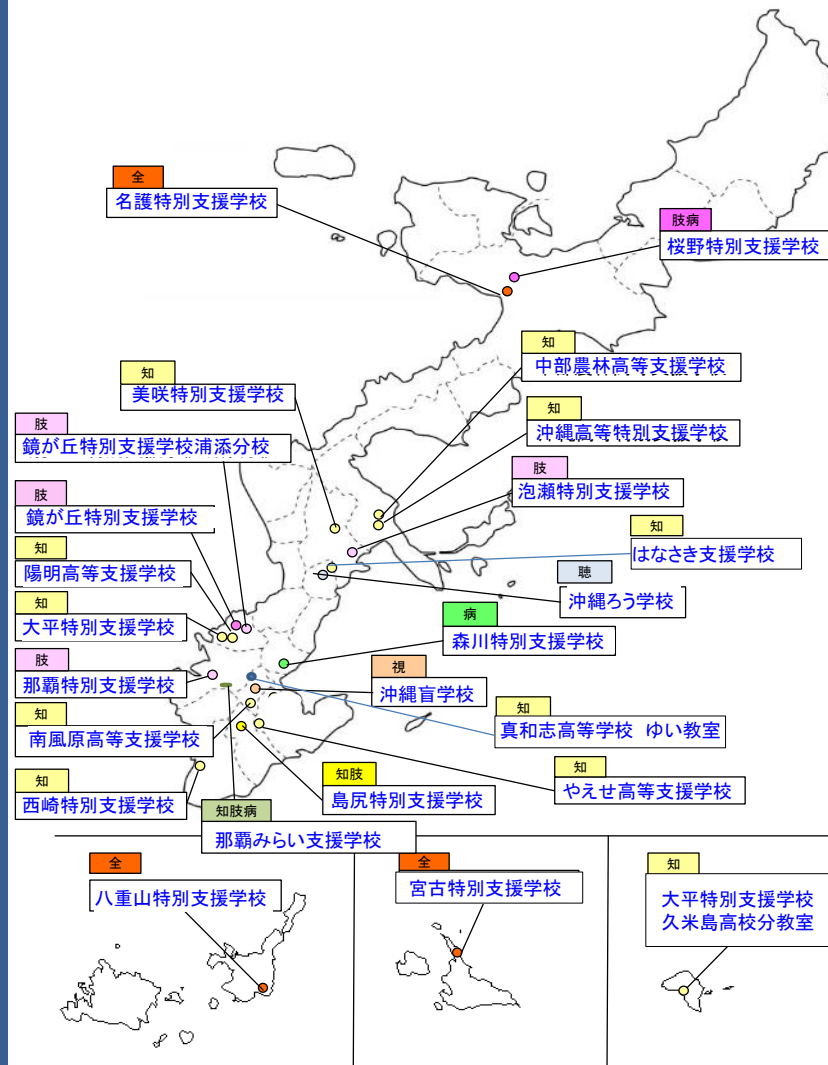 全
名護特別支援学校
肢病
桜野特別支援学校
知
中部農林高等支援学校
知
美咲特別支援学校
知
沖縄高等特別支援学校
肢
鏡が丘特別支援学校浦添分校
肢
泡瀬特別支援学校
肢
鏡が丘特別支援学校
知
はなさき支援学校
知
陽明高等支援学校
聴
沖縄ろう学校
知
大平特別支援学校
病
森川特別支援学校
肢
那覇特別支援学校
視
沖縄盲学校
知
南風原高等支援学校
知
真和志高等学校 ゆい教室
知
西崎特別支援学校
知肢
島尻特別支援学校
知
やえせ高等支援学校
知肢病
那覇みらい支援学校
全
八重山特別支援学校
全
宮古特別支援学校
知
大平特別支援学校
久米島高校分教室